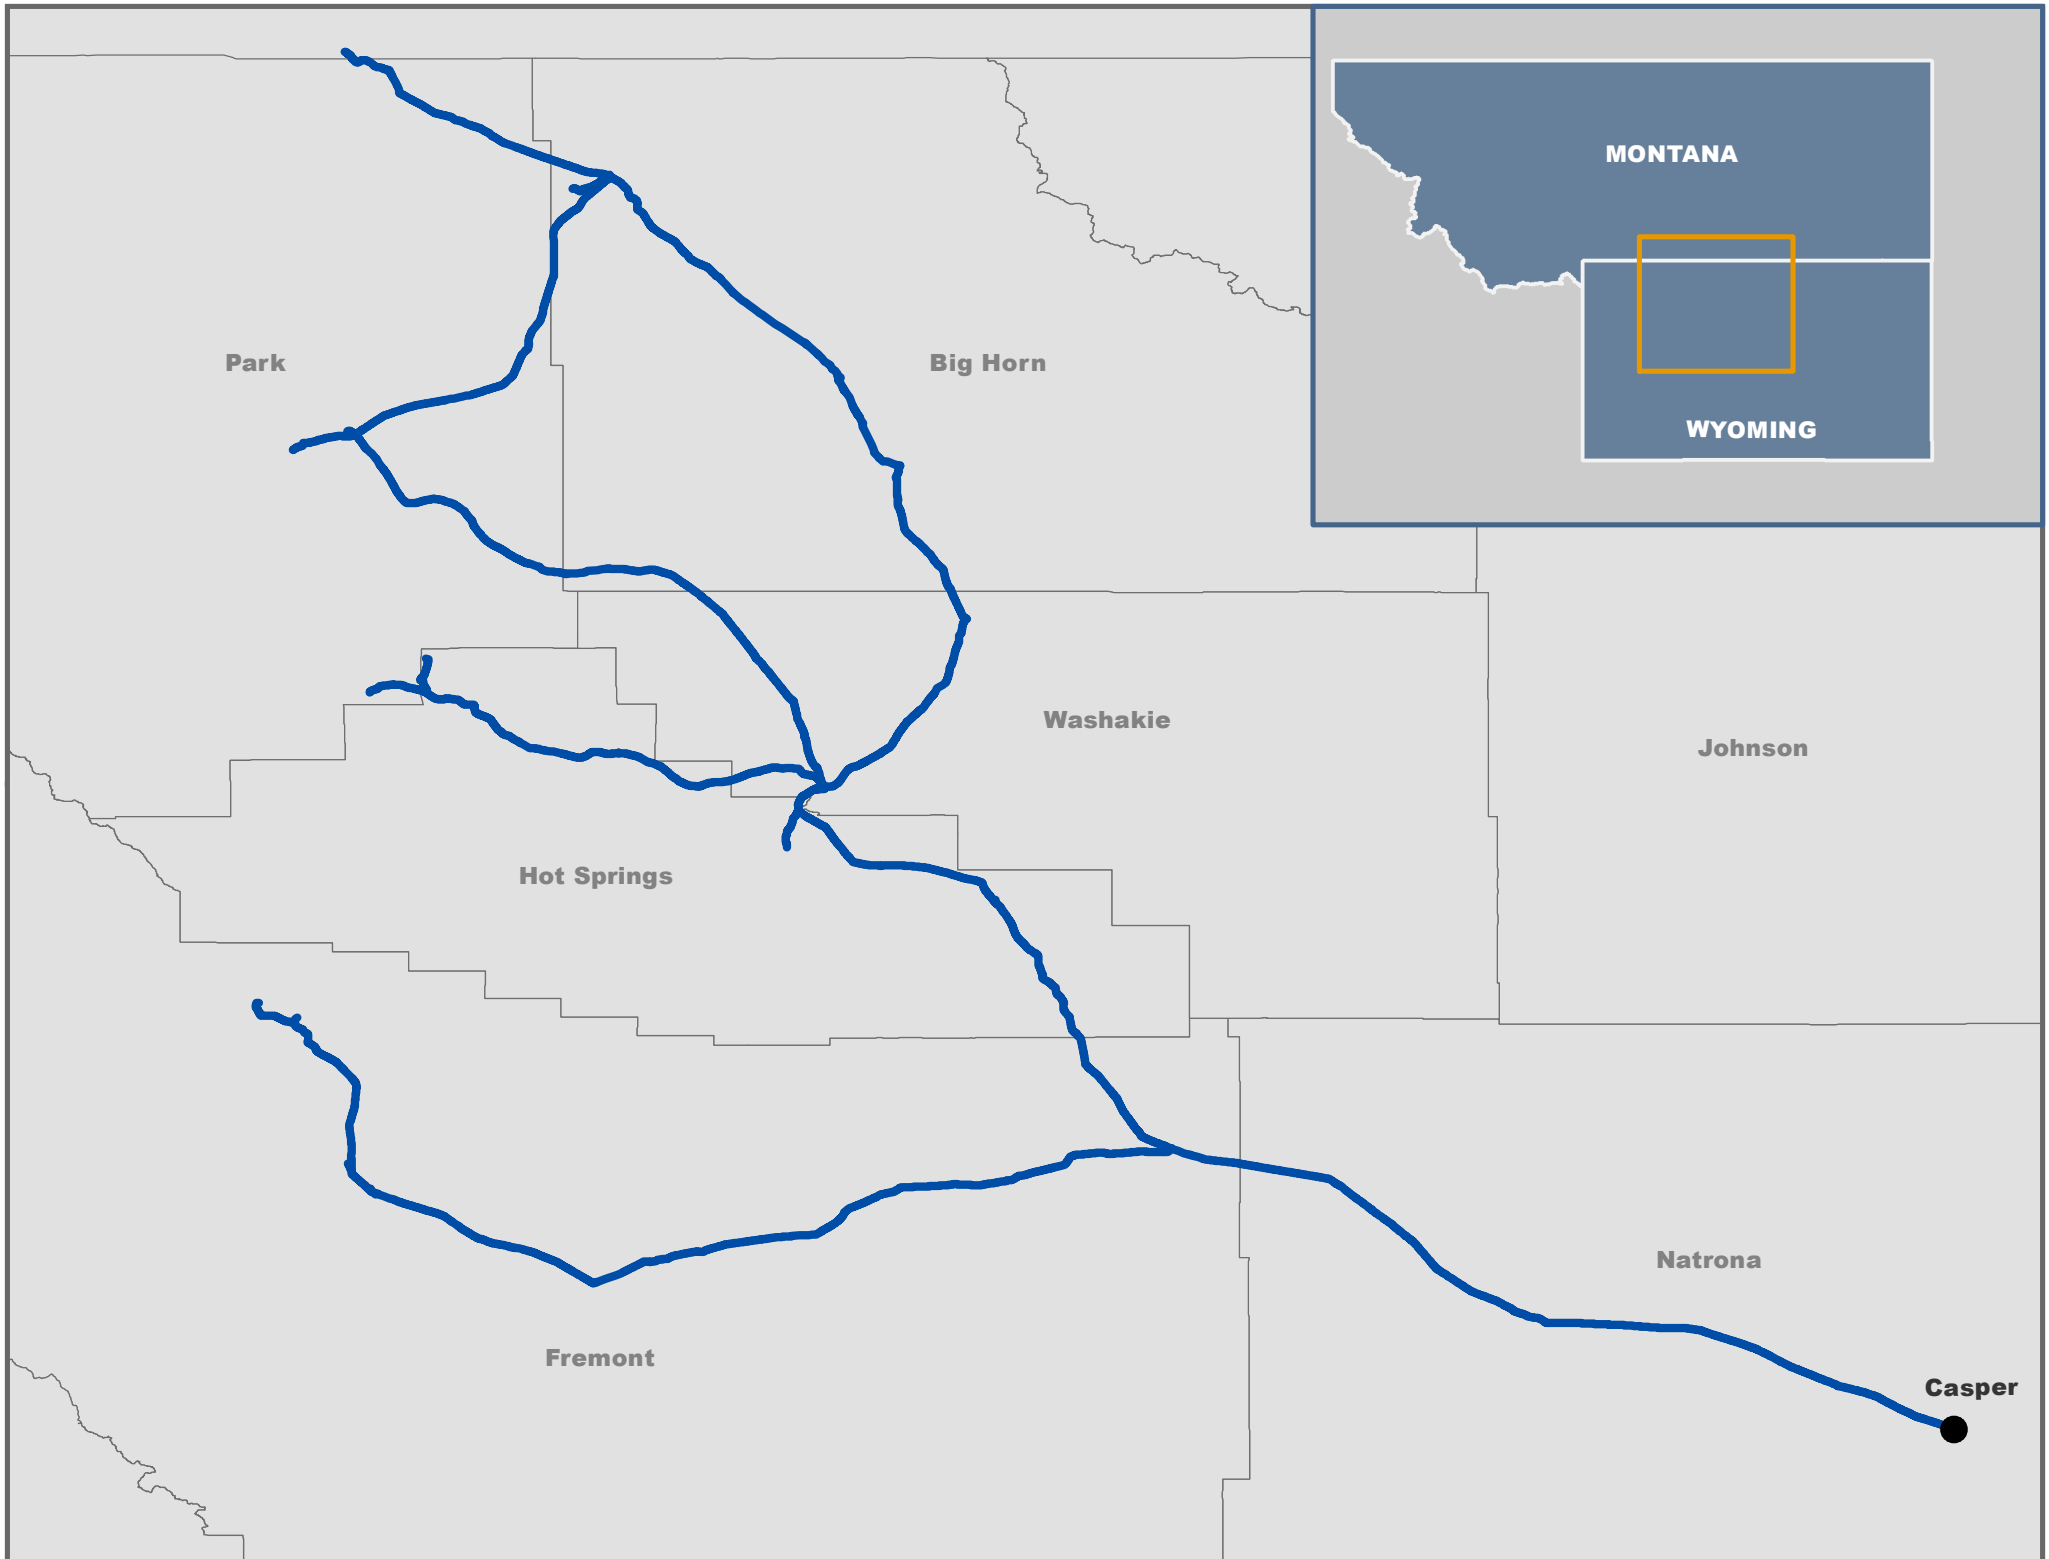 MONTANA
Park
Big Horn
WYOMING
Washakie
Johnson
Hot Springs
Natrona
Fremont
Casper